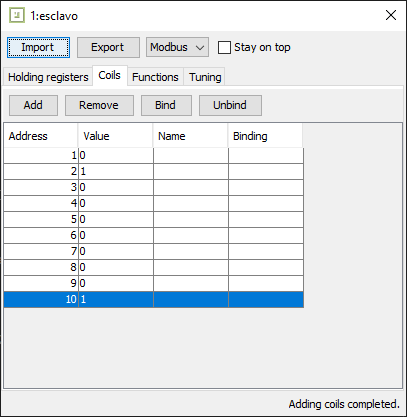 1:esclavo
Import Export Modbus Stay on top
Holding registers Coils Functions Tuning
Add Remove Bind Unbind
Address Value Name Binding
1 0
2 1
3 0
4 0
5 0
6 0
7 0
8 0
9 0
10 1
Adding coils completed.